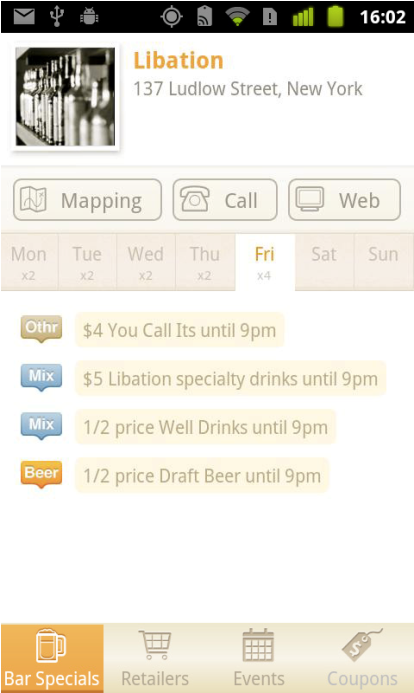 16:02
Libation
137 Ludlow Street, New York
Mapping
Call
Web
Mon
Tue
Wed
Thu
Fri
Sat
Sun
x2
x2
x2
x2
x4
Othr
$4 You Call Its until 9pm
Mix
$5 Libation specialty drinks until 9pm
Mix
1/2 price Well Drinks until 9pm
Beer
1/2 price Draft Beer until 9pm
Bar Specials
Retailers
Events
Coupons